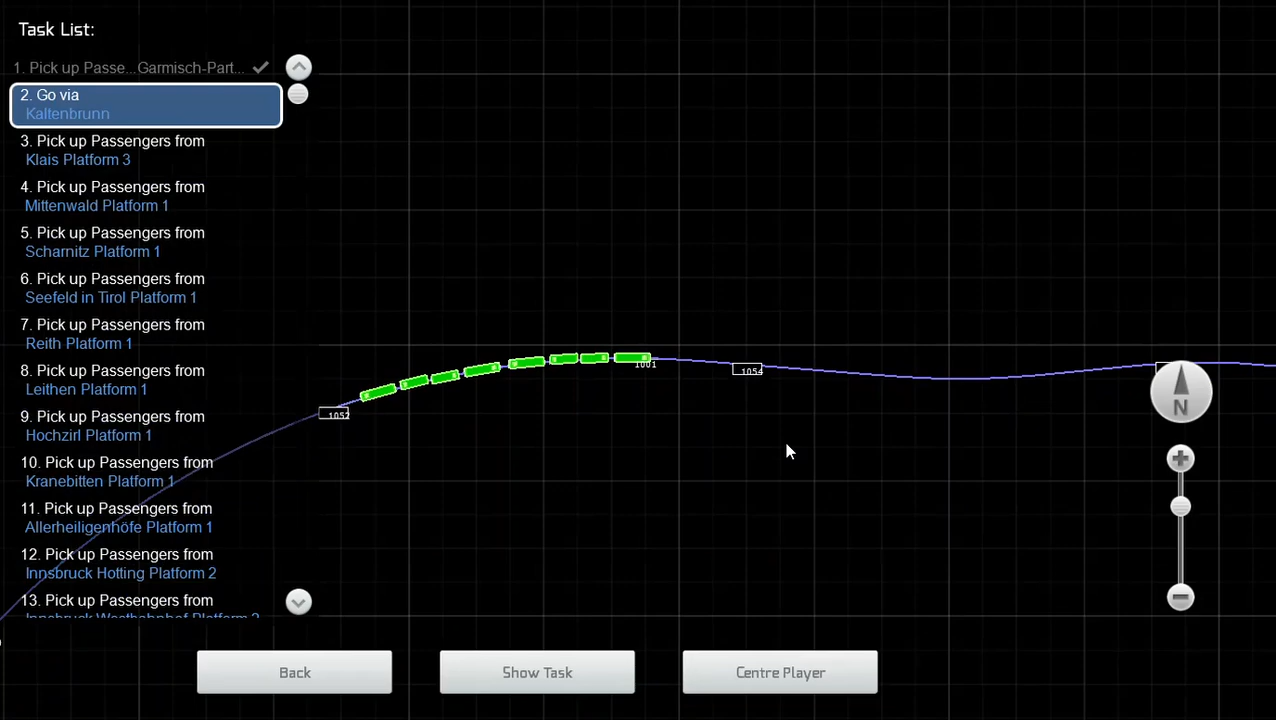 Task List:
1. Pick up Passe...Garmisch-Part...
2. Go via
Kaltenbrunn
3. Pick up Passengers from
Klais Platform 3
4. Pick up Passengers from
Mittenwald Platform 1
5. Pick up Passengers from
Scharnitz Platform 1
6. Pick up Passengers from
Seefeld in Tirol Platform 1
7. Pick up Passengers from
Reith Platform 1
8. Pick up Passengers from
Leithen Platform 1
9. Pick up Passengers from
Hochzirl Platform 1
10. Pick up Passengers from
Kranebitten Platform 1
11. Pick up Passengers from
Allerheiligenhöfe Platform 1
12. Pick up Passengers from
Innsbruck Hotting Platform 2
13. Pick up Passengers from
Innsbruck Westbahnhof Platform 2
1001
1054
1052
N
Back
Show Task
Centre Player